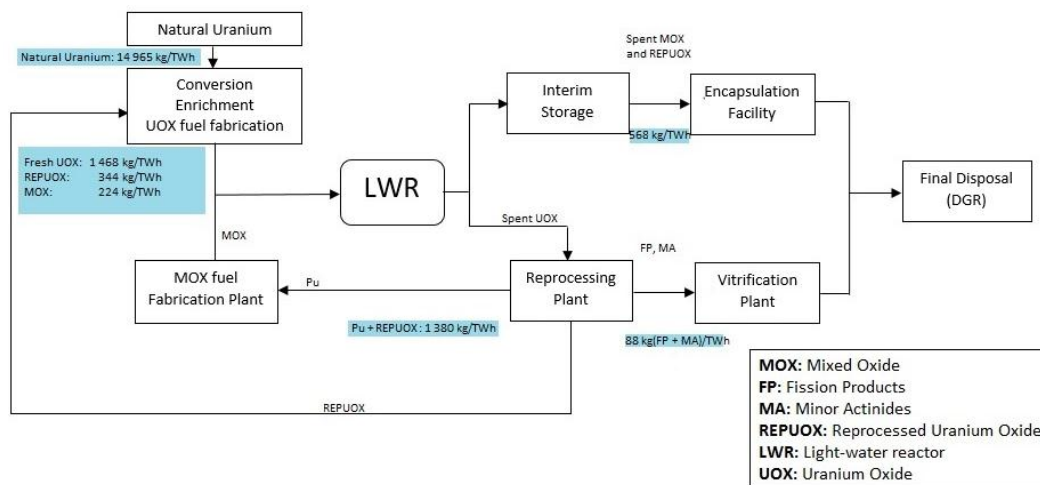 Natural Uranium
Natural Uranium: 14 965 kg/TWh
Conversion
Enrichment
UOX fuel fabrication
Fresh UOX: 1 468 kg/TWh
REPUOX: 344 kg/TWh
MOX: 224 kg/TWh
MOX
MOX fuel
Fabrication Plant
LWR
Spent MOX
and REPUOX
Interim
Storage
568 kg/TWh
Encapsulation
Facility
Final Disposal
(DGR)
Spent UOX
FP, MA
Reprocessing
Plant
Vitrification
Plant
Pu
Pu + REPUOX: 1 380 kg/TWh
88 kg(FP + MA)/TWh
REPUOX
MOX: Mixed Oxide
FP: Fission Products
MA: Minor Actinides
REPUOX: Reprocessed Uranium Oxide
LWR: Light-water reactor
UOX: Uranium Oxide